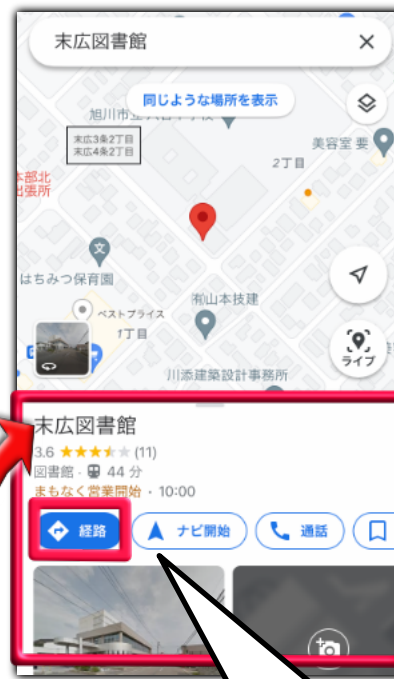 末広図書館
同じような場所を表示
旭川市立
末広3条2丁目
末広4条2丁目
美容室 要
2丁目
本部北
出張所
はちみつ保育園
ベストプライス
1丁目
㈲山本技建
ライブ
川添建築設計事務所
末広図書館
3.6 (11)
図書館 · 44 分
まもなく営業開始 · 10:00
経路
ナビ開始
通話